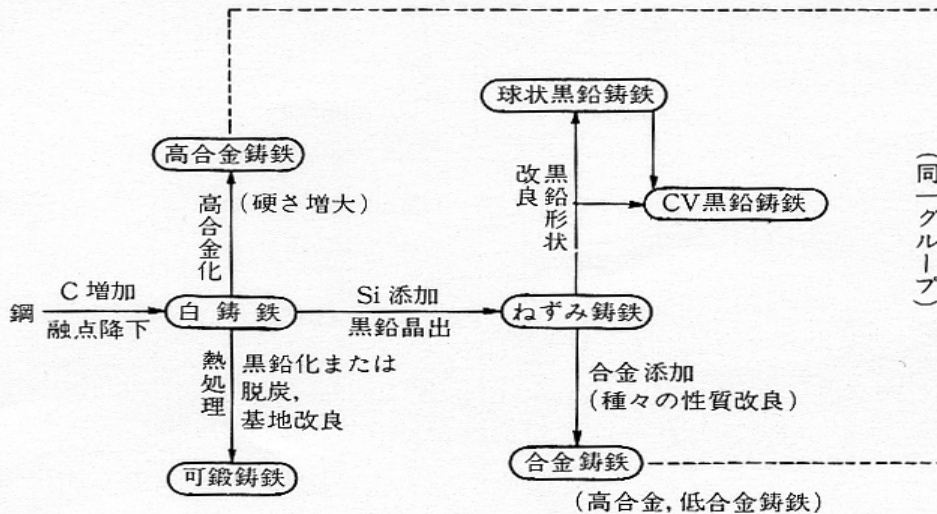 球状黒鉛鋳鉄
高合金鋳鉄
高合金化
(硬さ増大)
黒鉛形状
改良
CV黒鉛鋳鉄
(同一グループ)
鋼
C 増加
融点降下
白鋳鉄
Si 添加
黒鉛晶出
ねずみ鋳鉄
熱処理
黒鉛化または
脱炭,
基地改良
合金添加
(種々の性質改良)
可鍛鋳鉄
合金鋳鉄
(高合金, 低合金鋳鉄)